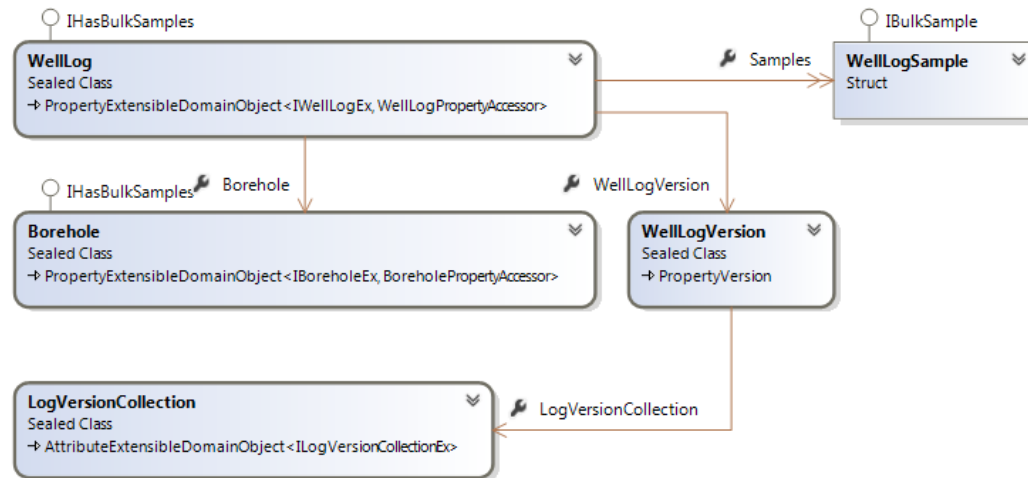 IHasBulkSamples
IBulkSample
WellLog
Sealed Class
PropertyExtensibleDomainObject<IWellLogEx, WellLogPropertyAccessor>
Samples
WellLogSample
Struct
IHasBulkSamples
Borehole
WellLogVersion
Borehole
Sealed Class
PropertyExtensibleDomainObject<IBoreholeEx, BoreholePropertyAccessor>
WellLogVersion
Sealed Class
PropertyVersion
LogVersionCollection
Sealed Class
AttributeExtensibleDomainObject<ILogVersionCollectionEx>
LogVersionCollection